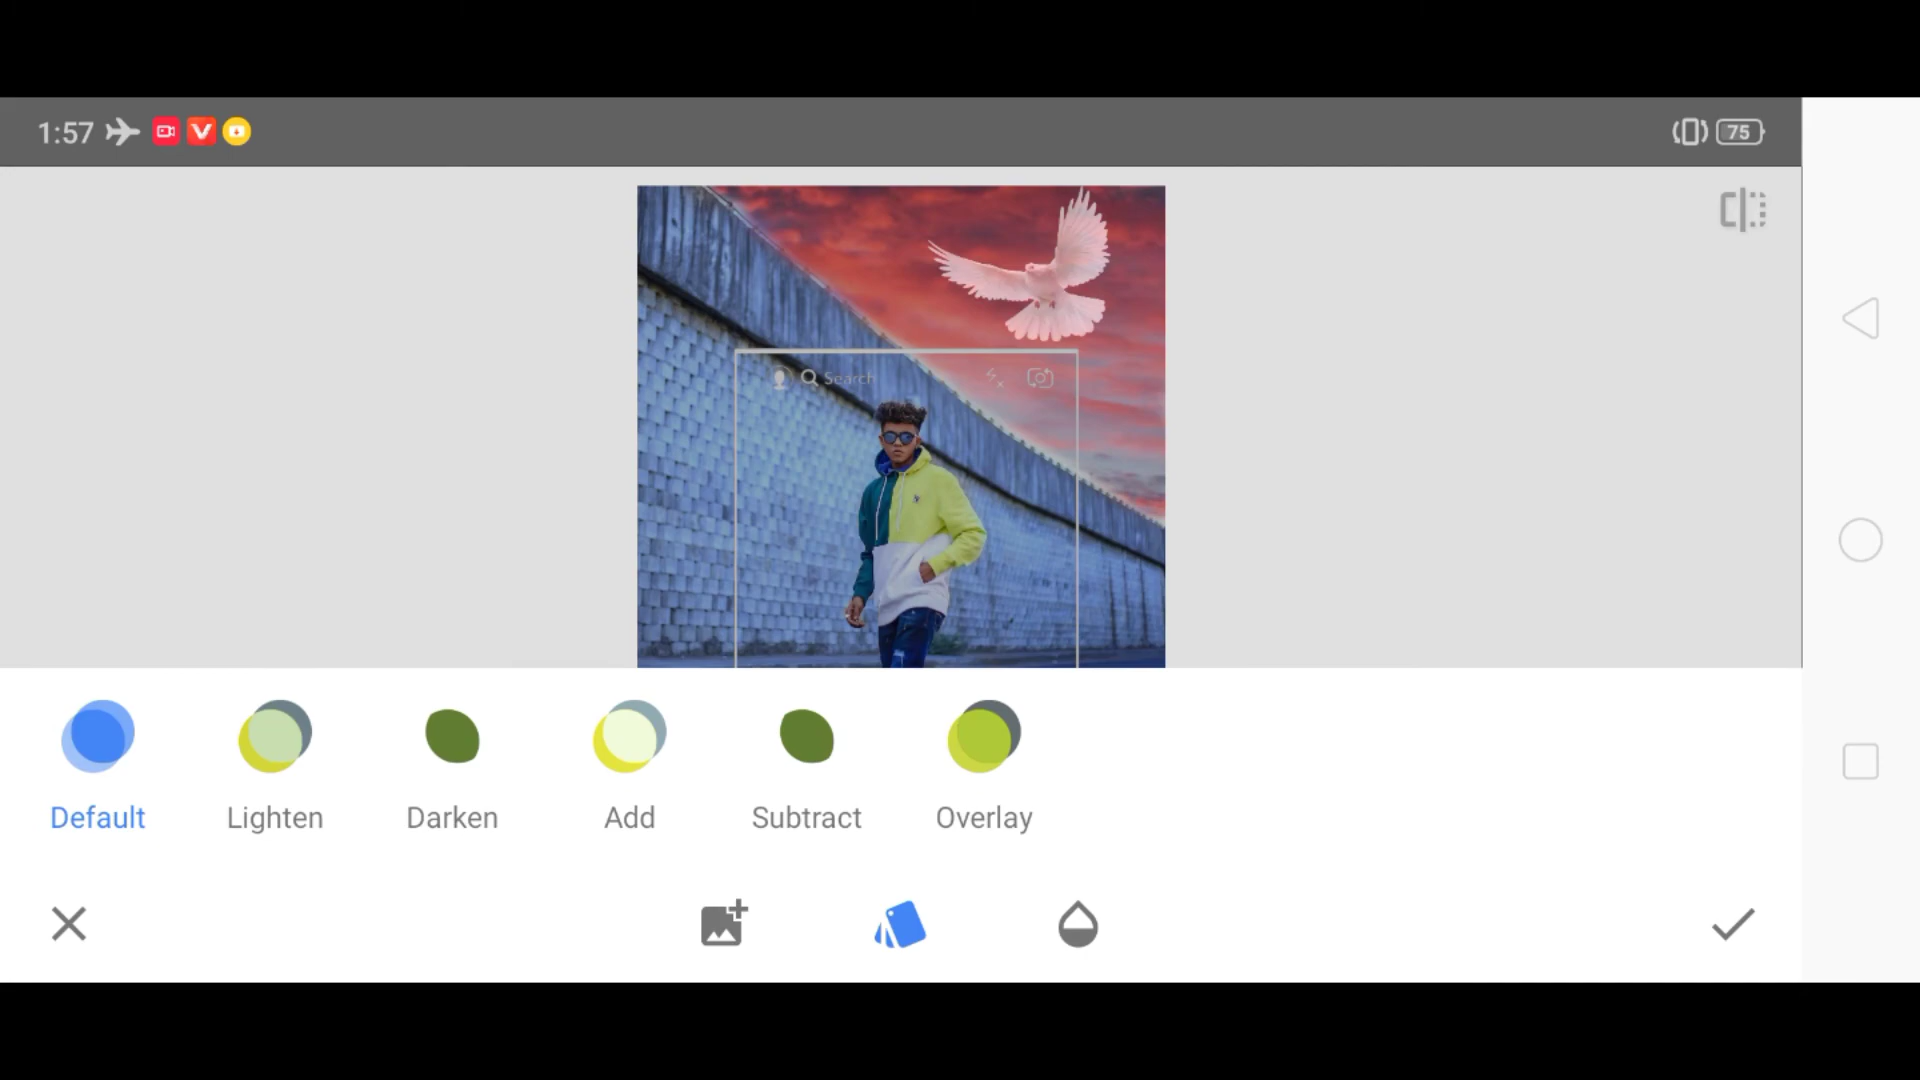 1:57
75
Search
Default
Lighten
Darken
Add
Subtract
Overlay